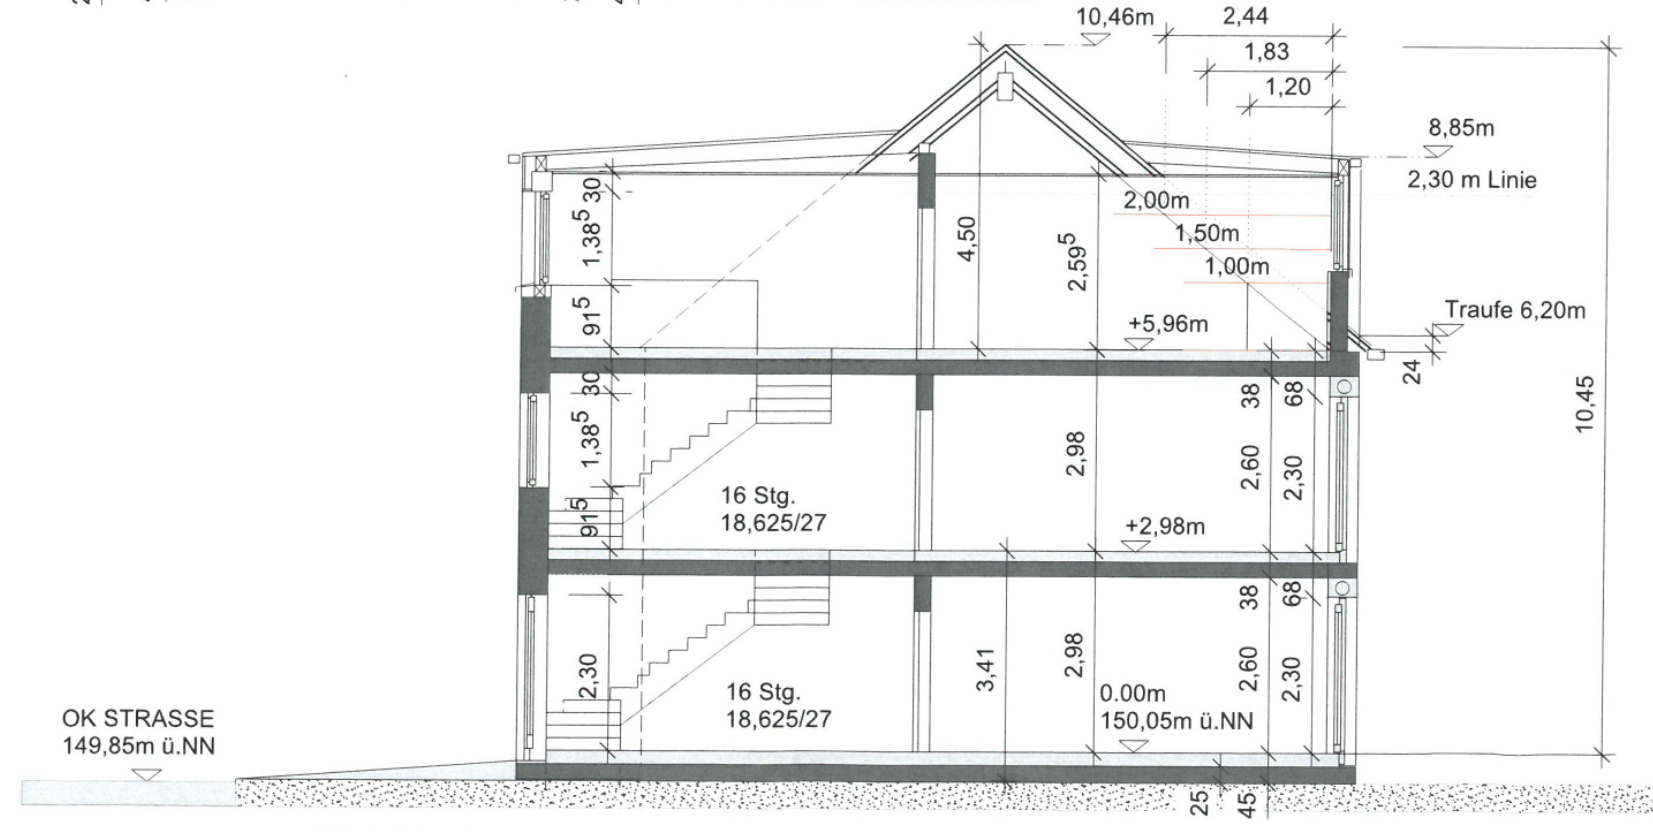 10,46m
2,44
1,83
1,20
8,85m
2,30 m Linie
2,00m
1,50m
1,00m
30
1,38⁵
91⁵
4,50
2,59⁵
+5,96m
Traufe 6,20m
24
10,45
30
1,38⁵
91⁵
16 Stg.
18,625/27
2,98
+2,98m
38
68
2,60
2,30
2,30
16 Stg.
18,625/27
3,41
2,98
0.00m
150,05m ü.NN
38
68
2,60
2,30
OK STRASSE
149,85m ü.NN
25
45